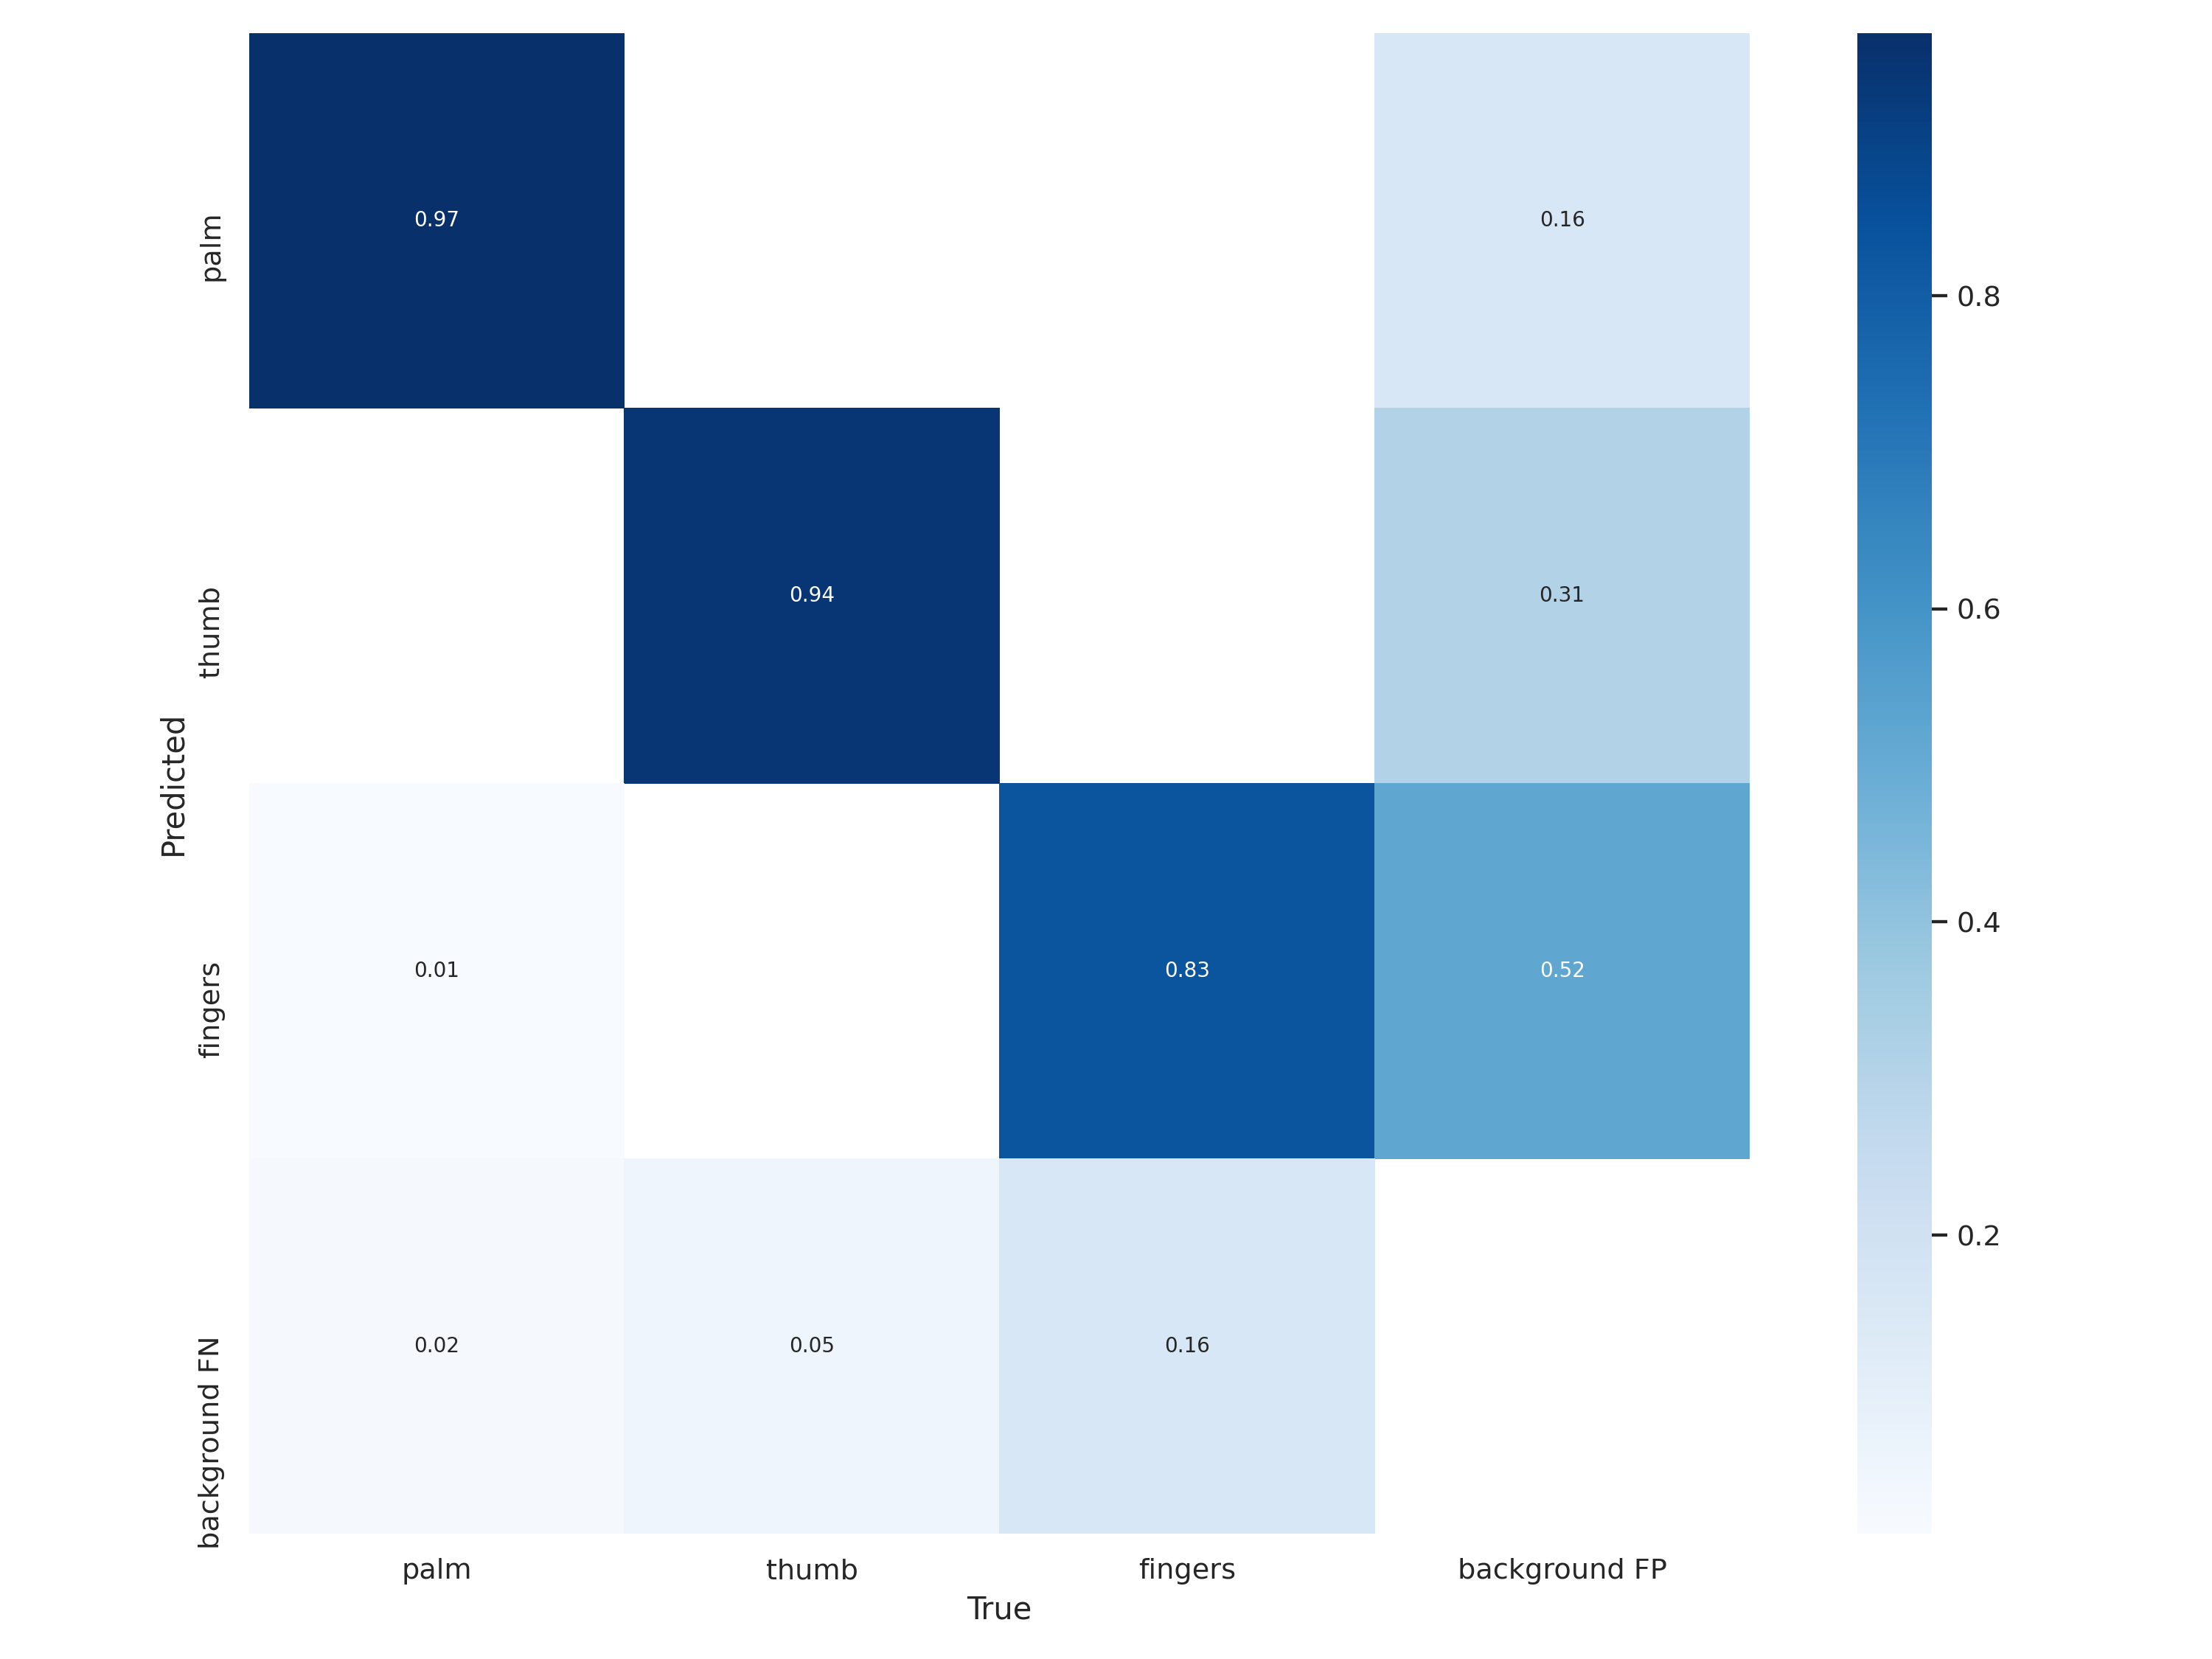 palm
0.97
0.16
0.8
thumb
0.94
0.31
0.6
Predicted
fingers
0.01
0.83
0.52
0.4
background FN
0.02
0.05
0.16
0.2
palm
thumb
fingers
background FP
True